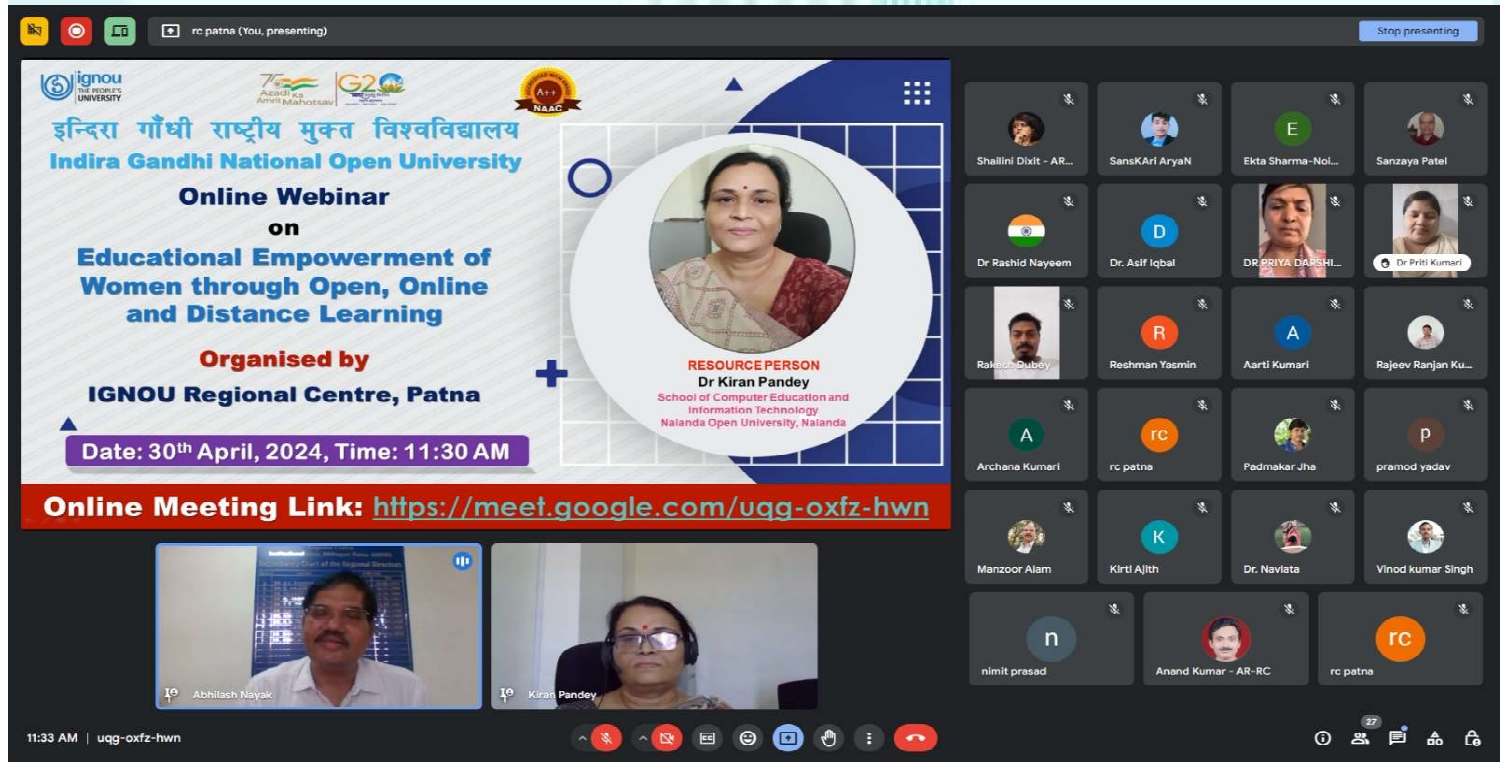 rc patna (You, presenting)
Stop presenting
ignou
THE PEOPLE'S
UNIVERSITY
75
Azadi Ka
Amrit Mahotsav
G20
A++
NAAC
इन्दिरा गाँधी राष्ट्रीय मुक्त विश्वविद्यालय
Indira Gandhi National Open University
Online Webinar
on
Educational Empowerment of
Women through Open, Online
and Distance Learning
Organised by
IGNOU Regional Centre, Patna
Date: 30th April, 2024, Time: 11:30 AM
RESOURCE PERSON
Dr Kiran Pandey
School of Computer Education and
Information Technology
Nalanda Open University, Nalanda
Online Meeting Link: https://meet.google.com/uqg-oxfz-hwn
Abhilash Nayak
Kiran Pandey
Shailini Dixit - AR...
SansKAri AryaN
E
Ekta Sharma-Noi...
Sanzaya Patel
Dr Rashid Nayeem
D
Dr. Asif Iqbal
DR PRIYA DARSHI...
Dr Priti Kumari
Rakesh Dubey
R
Reshman Yasmin
A
Aarti Kumari
Rajeev Ranjan Ku...
A
Archana Kumari
rc
rc patna
Padmakar Jha
p
pramod yadav
Manzoor Alam
K
Kirti Ajith
Dr. Navlata
Vinod kumar Singh
n
nimit prasad
Anand Kumar - AR-RC
rc
rc patna
11:33 AM | uqg-oxfz-hwn
CC
27